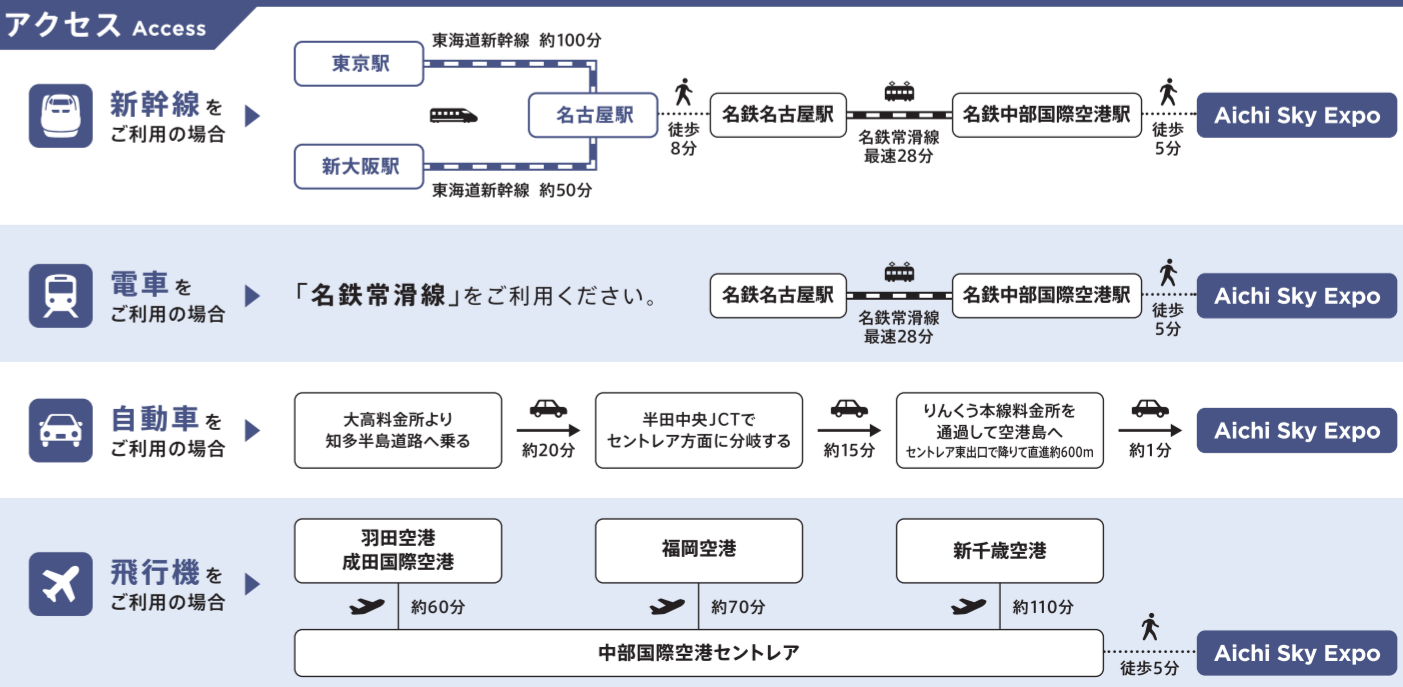 アクセス Access
新幹線を
ご利用の場合
東京駅
東海道新幹線 約100分
新大阪駅
東海道新幹線 約50分
名古屋駅
徒歩
8分
名鉄名古屋駅
名鉄常滑線
最速28分
名鉄中部国際空港駅
徒歩
5分
Aichi Sky Expo
電車を
ご利用の場合
「名鉄常滑線」をご利用ください。
名鉄名古屋駅
名鉄常滑線
最速28分
名鉄中部国際空港駅
徒歩
5分
Aichi Sky Expo
自動車を
ご利用の場合
大高料金所より
知多半島道路へ乗る
約20分
半田中央JCTで
セントレア方面に分岐する
約15分
りんくう本線料金所を
通過して空港島へ
セントレア東出口で降りて直進約600m
約1分
Aichi Sky Expo
飛行機を
ご利用の場合
羽田空港
成田国際空港
約60分
福岡空港
約70分
新千歳空港
約110分
中部国際空港セントレア
徒歩5分
Aichi Sky Expo